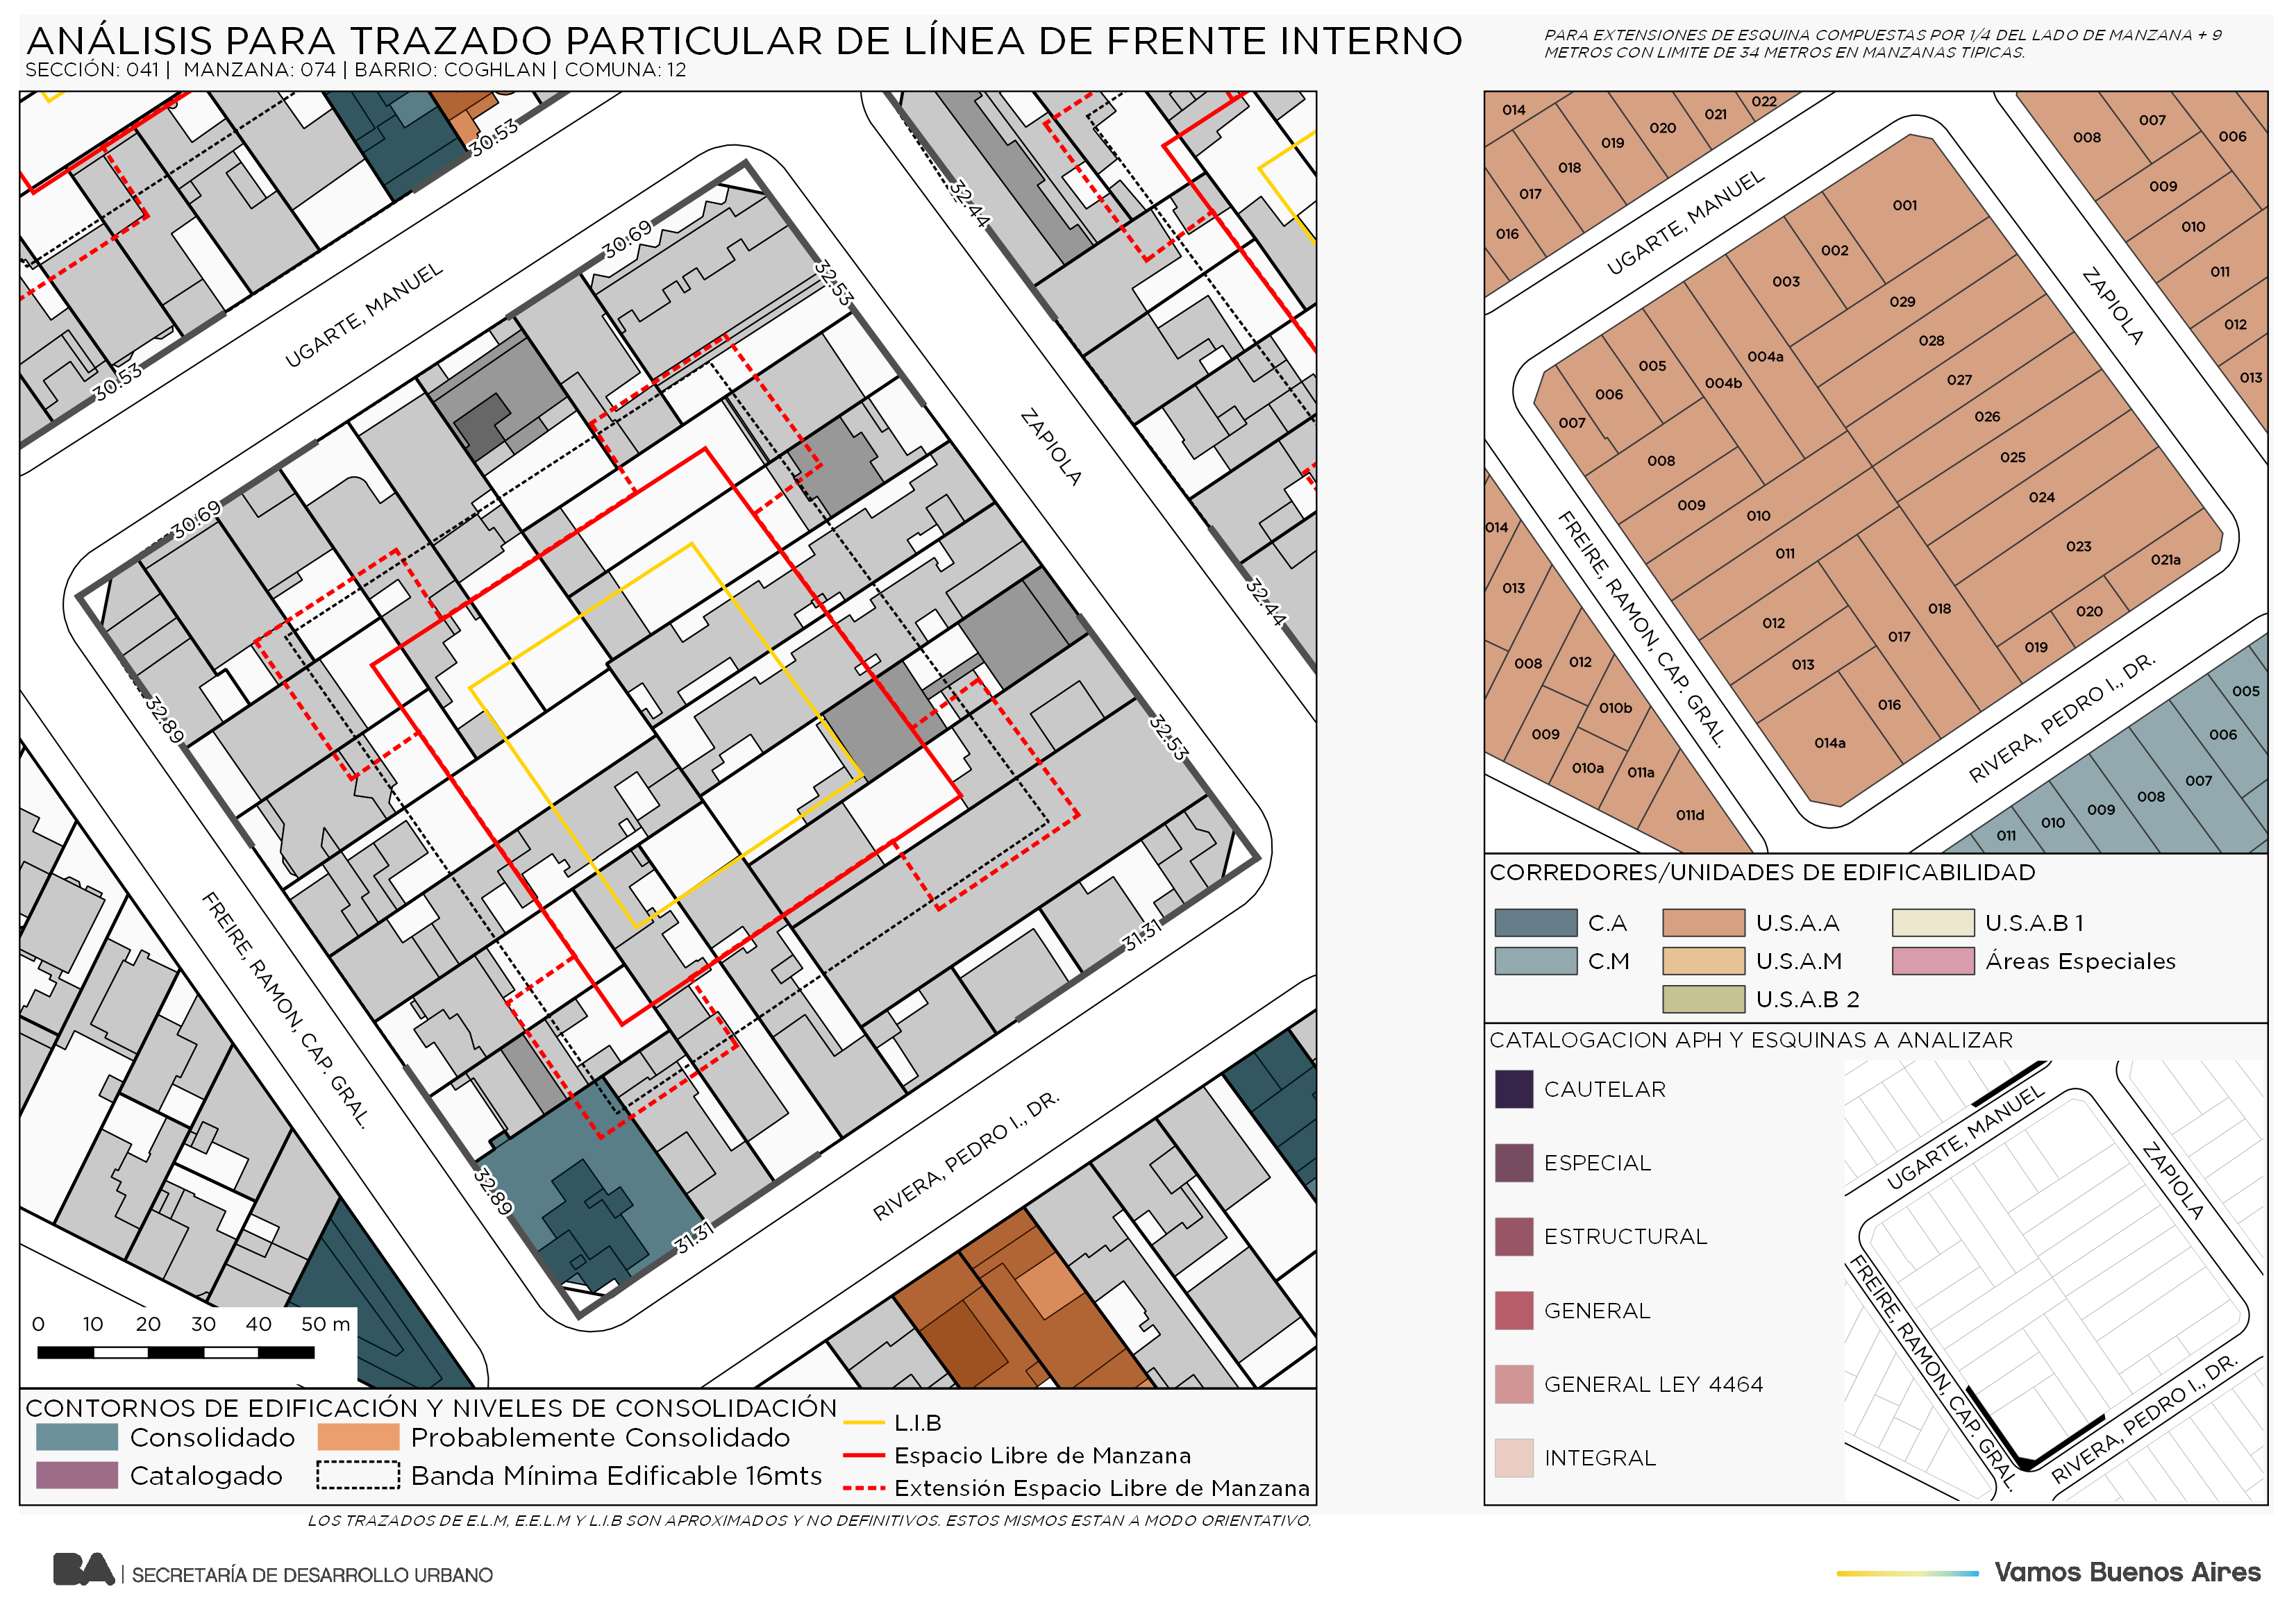 ANÁLISIS PARA TRAZADO PARTICULAR DE LÍNEA DE FRENTE INTERNO
SECCIÓN: 041 | MANZANA: 074 | BARRIO: COGHLAN | COMUNA: 12
PARA EXTENSIONES DE ESQUINA COMPUESTAS POR 1/4 DEL LADO DE MANZANA + 9
METROS CON LIMITE DE 34 METROS EN MANZANAS TIPICAS.
30.53
30.53
32.44
32.44
30.69
30.69
32.53
32.53
32.89
32.89
31.31
31.31
UGARTE, MANUEL
ZAPIOLA
FREIRE, RAMON, CAP. GRAL.
RIVERA, PEDRO I., DR.
0 10 20 30 40 50 m
CONTORNOS DE EDIFICACIÓN Y NIVELES DE CONSOLIDACIÓN
Consolidado
Probablemente Consolidado
Catalogado
Banda Mínima Edificable 16mts
L.I.B
Espacio Libre de Manzana
Extensión Espacio Libre de Manzana
LOS TRAZADOS DE E.L.M, E.E.L.M Y L.I.B SON APROXIMADOS Y NO DEFINITIVOS. ESTOS MISMOS ESTAN A MODO ORIENTATIVO.
014
018
019
020
021
022
017
016
008
007
006
009
010
011
012
013
UGARTE, MANUEL
ZAPIOLA
FREIRE, RAMON, CAP. GRAL.
RIVERA, PEDRO I., DR.
001
002
003
029
028
004a
004b
005
006
007
027
026
008
025
009
010
024
011
023
021a
012
018
020
017
013
019
016
014a
014
013
008
012
010b
009
010a
011a
011d
005
006
007
008
009
010
011
CORREDORES/UNIDADES DE EDIFICABILIDAD
C.A
U.S.A.A
U.S.A.B 1
C.M
U.S.A.M
Áreas Especiales
U.S.A.B 2
CATALOGACION APH Y ESQUINAS A ANALIZAR
CAUTELAR
ESPECIAL
ESTRUCTURAL
GENERAL
GENERAL LEY 4464
INTEGRAL
UGARTE, MANUEL
ZAPIOLA
FREIRE, RAMON, CAP. GRAL.
RIVERA, PEDRO I., DR.
BA | SECRETARÍA DE DESARROLLO URBANO
Vamos Buenos Aires